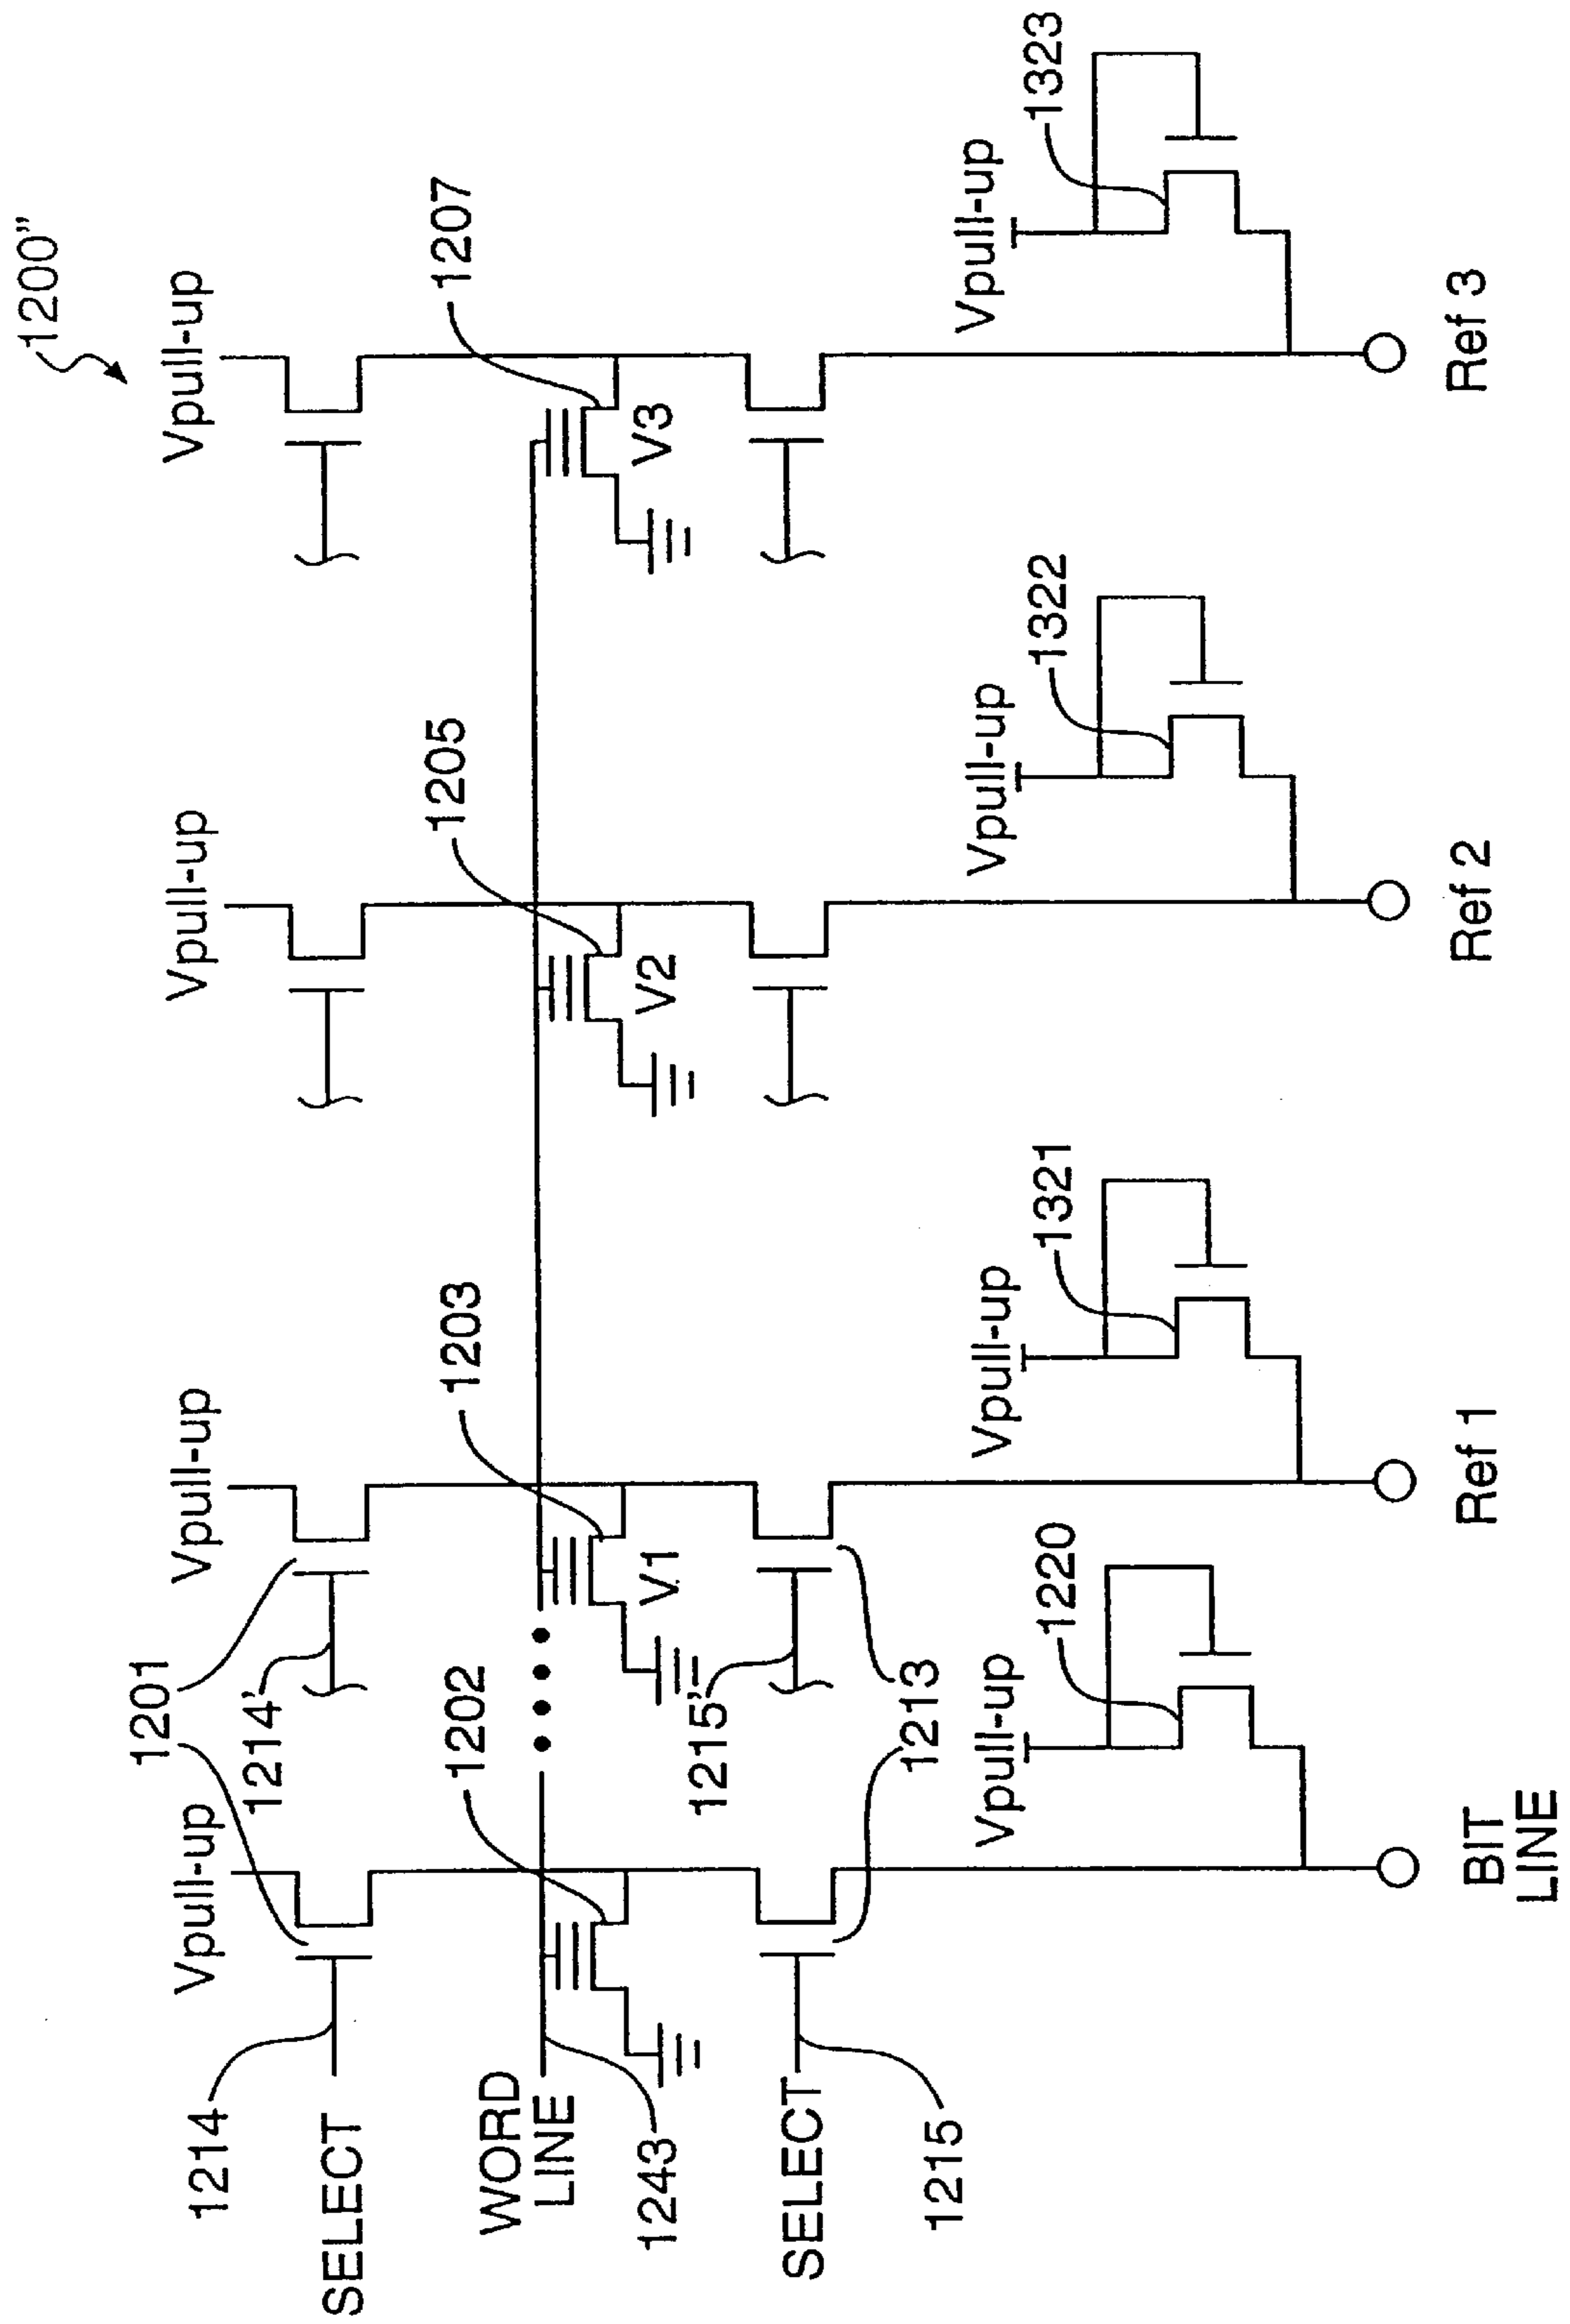 1200"
Vpull-up
Vpull-up
Vpull-up
Vpull-up
1201
1214
1214'
SELECT
WORD
LINE
1243
1202
1203
1205
1207
V.1
V2
V3
SELECT
1215
1215'
1213
Vpull-up
1220
Vpull-up
1321
Vpull-up
1322
Vpull-up
1323
BIT
LINE
Ref 1
Ref 2
Ref 3